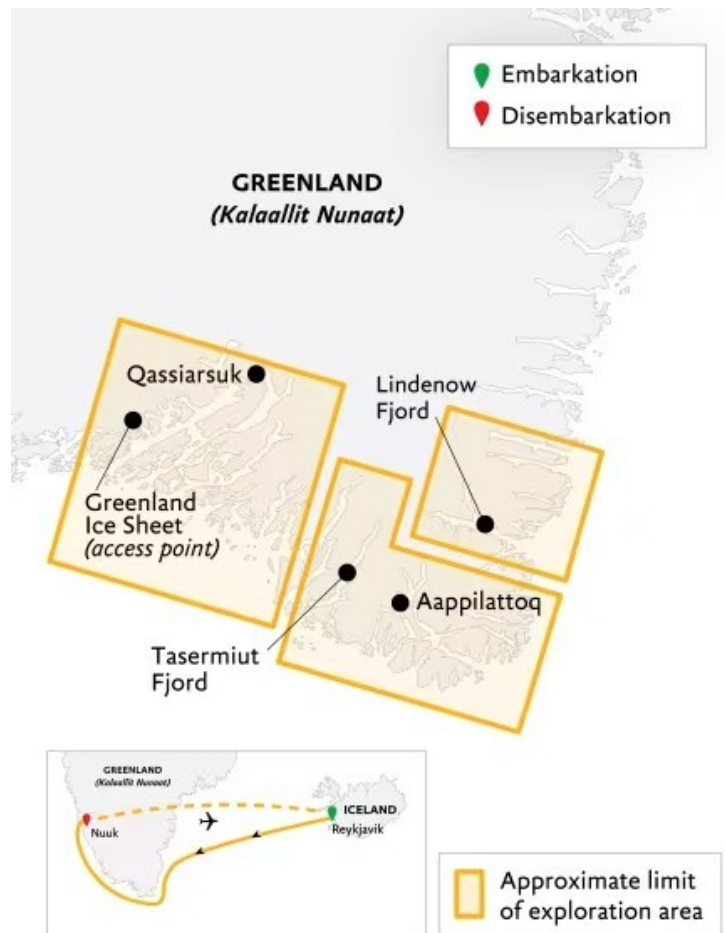 Embarkation
Disembarkation
GREENLAND
(Kalaallit Nunaat)
Qassiarsuk
Lindenow
Fjord
Greenland
Ice Sheet
(access point)
Aappilattoq
Tasermiut
Fjord
GREENLAND
(Kalaallit Nunaat)
ICELAND
Nuuk
Reykjavik
Approximate limit
of exploration area